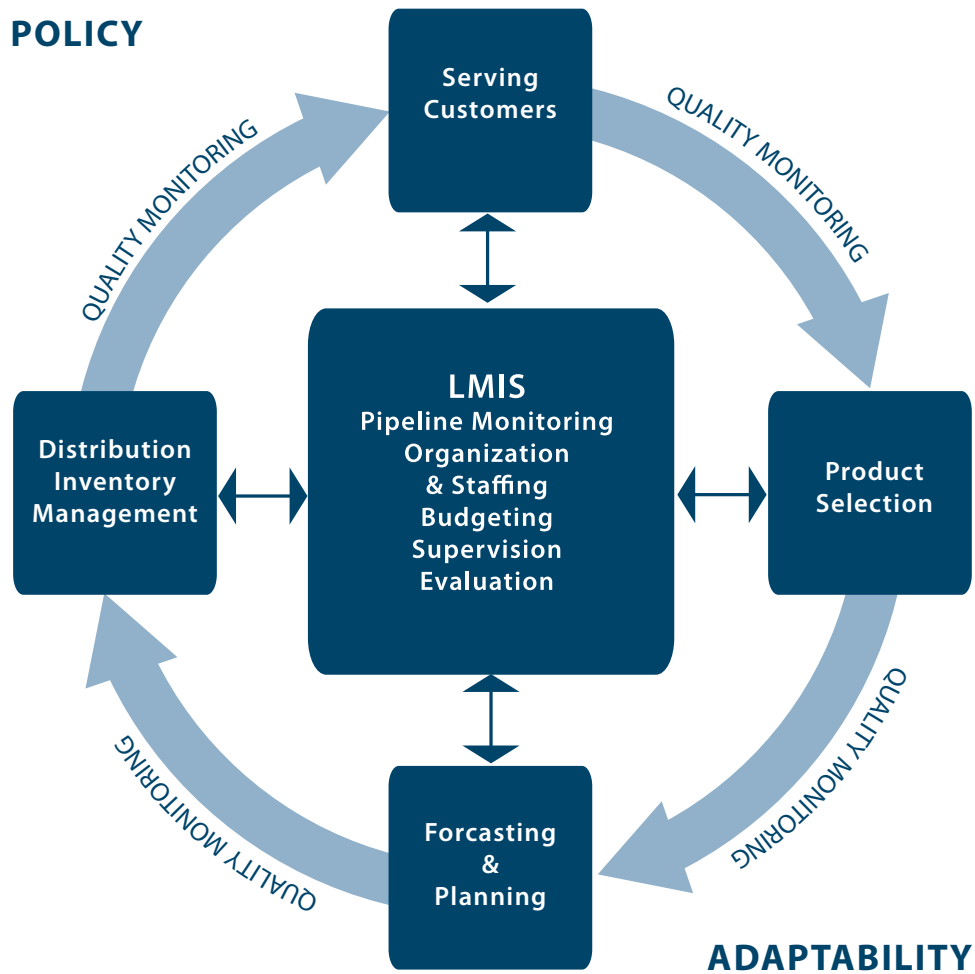 POLICY
Serving
Customers
QUALITY MONITORING
QUALITY MONITORING
LMIS
Pipeline Monitoring
Organization
& Staffing
Budgeting
Supervision
Evaluation
Distribution
Inventory
Management
Product
Selection
QUALITY MONITORING
QUALITY MONITORING
Forcasting
&
Planning
ADAPTABILITY